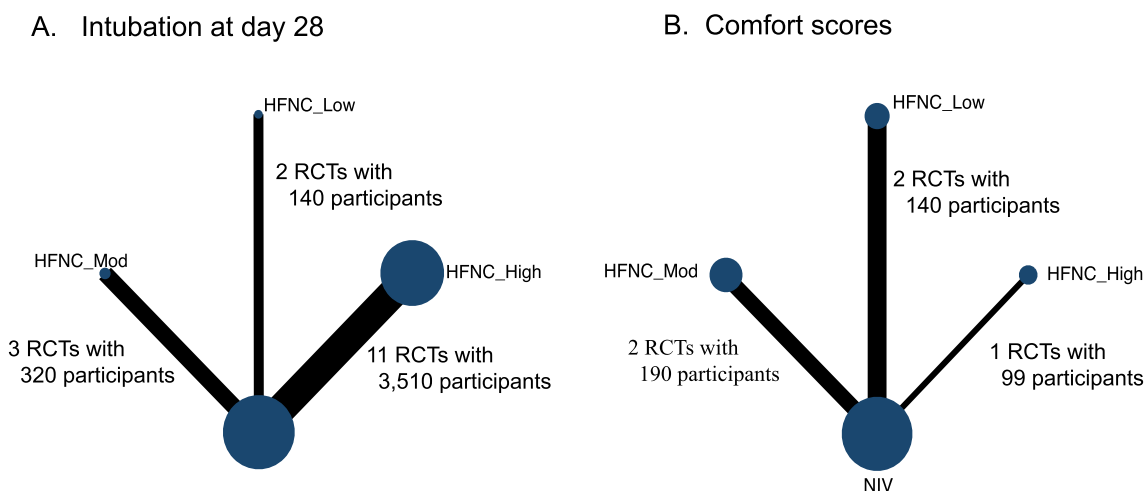 A. Intubation at day 28
HFNC_Low
2 RCTs with
140 participants
HFNC_Mod
HFNC_High
3 RCTs with
320 participants
11 RCTs with
3,510 participants
B. Comfort scores
HFNC_Low
2 RCTs with
140 participants
HFNC_Mod
HFNC_High
2 RCTs with
190 participants
1 RCTs with
99 participants
NIV